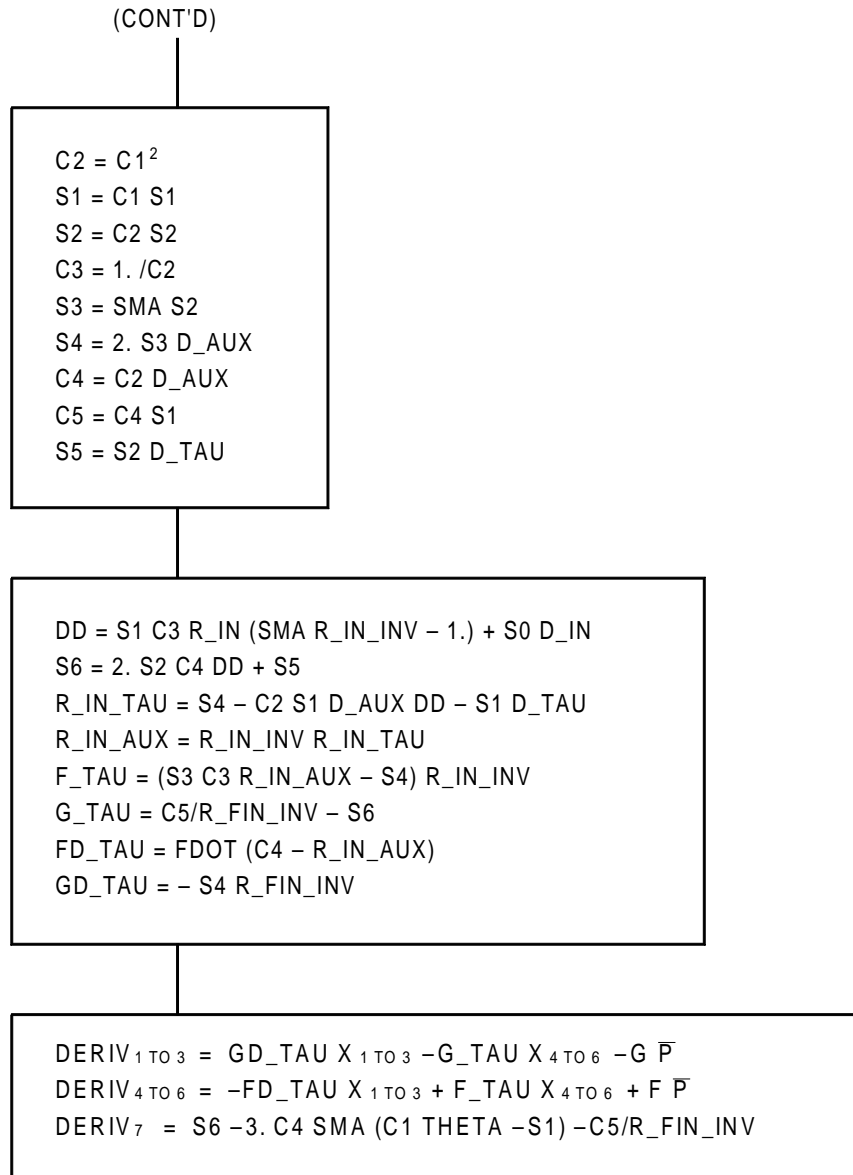 (CONT'D)
C2 = C1²
S1 = C1 S1
S2 = C2 S2
C3 = 1. /C2
S3 = SMA S2
S4 = 2. S3 D_AUX
C4 = C2 D_AUX
C5 = C4 S1
S5 = S2 D_TAU
DD = S1 C3 R_IN (SMA R_IN_INV – 1.) + S0 D_IN
S6 = 2. S2 C4 DD + S5
R_IN_TAU = S4 – C2 S1 D_AUX DD – S1 D_TAU
R_IN_AUX = R_IN_INV R_IN_TAU
F_TAU = (S3 C3 R_IN_AUX – S4) R_IN_INV
G_TAU = C5/R_FIN_INV – S6
FD_TAU = FDOT (C4 – R_IN_AUX)
GD_TAU = – S4 R_FIN_INV
DERIV₁ TO ₃ = GD_TAU X ₁ TO ₃ –G_TAU X ₄ TO ₆ –G P̅
DERIV₄ TO ₆ = –FD_TAU X ₁ TO ₃ + F_TAU X ₄ TO ₆ + F P̅
DERIV₇ = S6 –3. C4 SMA (C1 THETA –S1) –C5/R_FIN_INV